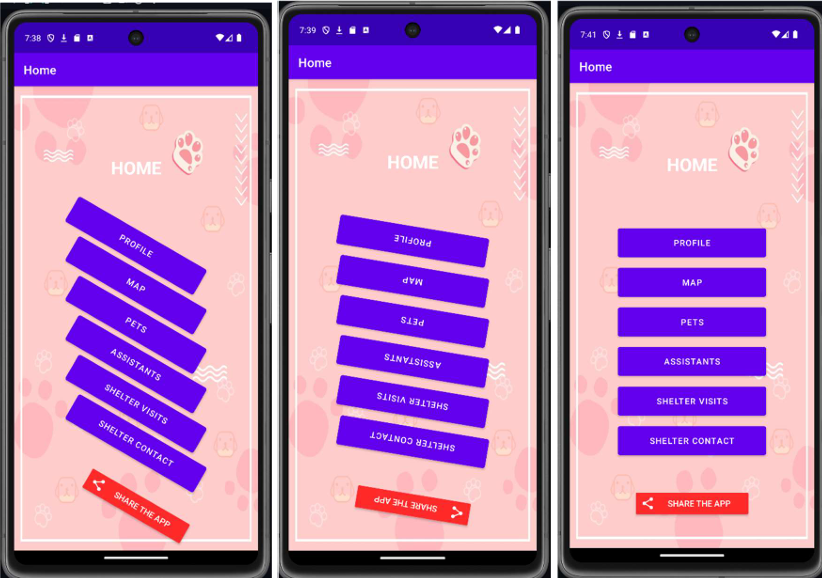 7:38
Home
HOME
PROFILE
MAP
PETS
ASSISTANTS
SHELTER VISITS
SHELTER CONTACT
SHARE THE APP
7:39
Home
HOME
PROFILE
MAP
PETS
ASSISTANTS
SHELTER VISITS
SHELTER CONTACT
SHARE THE APP
7:41
Home
HOME
PROFILE
MAP
PETS
ASSISTANTS
SHELTER VISITS
SHELTER CONTACT
SHARE THE APP